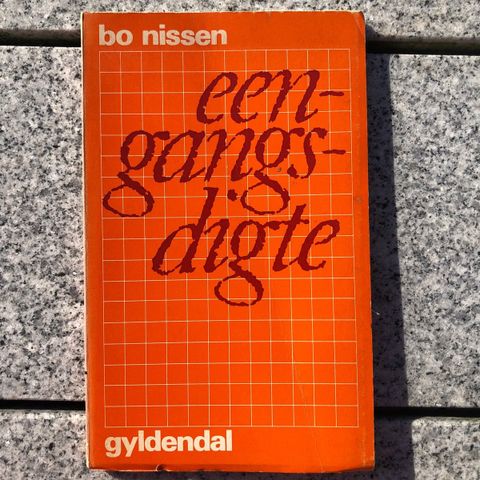 bo nissen
een-
gangs-
digte
gyldendal